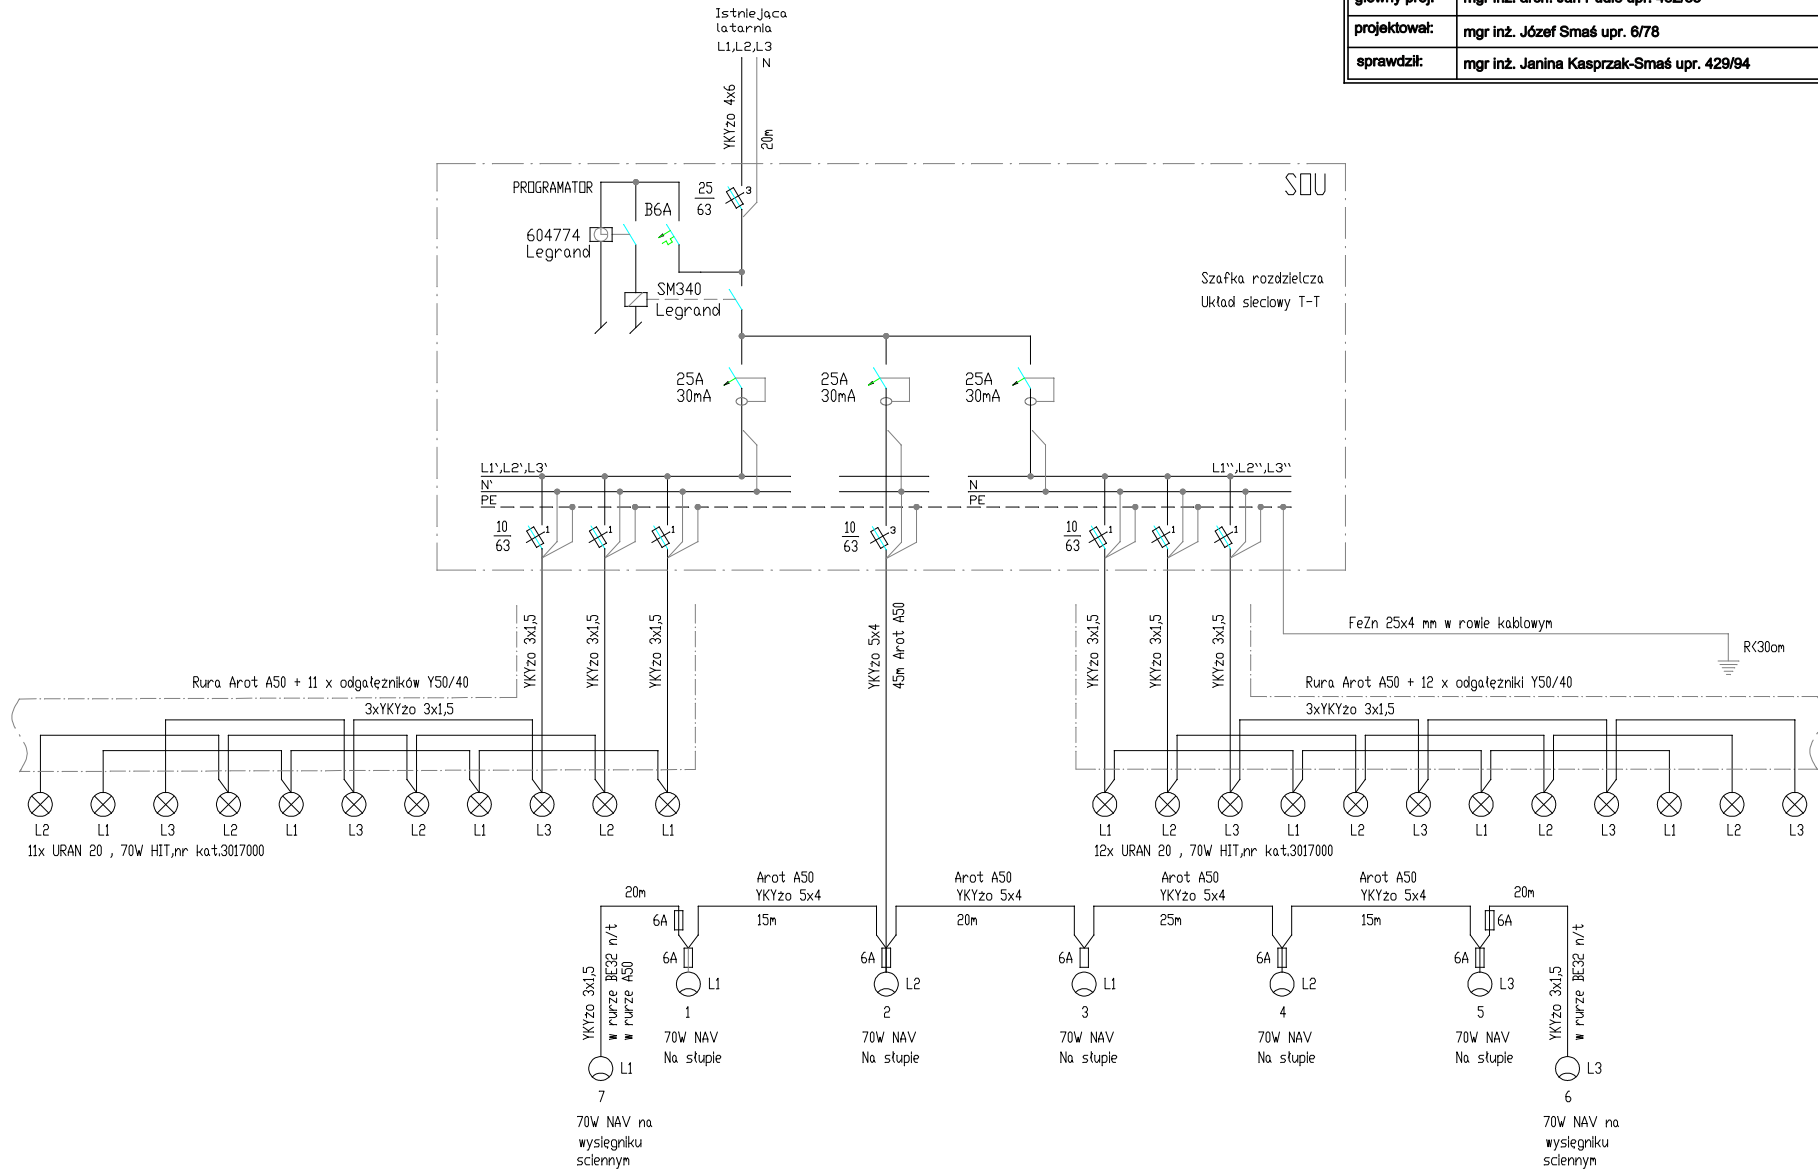 projektował: mgr inż. Józef Smaś upr. 6/78
sprawdził: mgr inż. Janina Kasprzak-Smaś upr. 429/94
Istniejąca
latarnia
L1,L2,L3
N
YKYżo 4x6
20m
SOU
PROGRAMATOR
25
63
3
B6A
604774
Legrand
SM340
Legrand
Szafka rozdzielcza
Układ sieciowy T-T
25A
30mA
25A
30mA
25A
30mA
L1`,L2`,L3`
N`
PE
L1``,L2``,L3``
N
PE
10
63
1
1
1
10
63
3
10
63
1
1
1
YKYżo 3x1,5
YKYżo 3x1,5
YKYżo 3x1,5
YKYżo 5x4
45m Arot A50
YKYżo 3x1,5
YKYżo 3x1,5
YKYżo 3x1,5
FeZn 25x4 mm w rowie kablowym
R<30om
Rura Arot A50 + 11 x odgałęźników Y50/40
3xYKYżo 3x1,5
Rura Arot A50 + 12 x odgałęźniki Y50/40
3xYKYżo 3x1,5
L2 L1 L3 L2 L1 L3 L2 L1 L3 L2 L1
11x URAN 20 , 70W HIT,nr kat.3017000
L1 L2 L3 L1 L2 L3 L1 L2 L3 L1 L2 L3
12x URAN 20 , 70W HIT,nr kat.3017000
20m
Arot A50
YKYżo 5x4
15m
Arot A50
YKYżo 5x4
20m
Arot A50
YKYżo 5x4
25m
Arot A50
YKYżo 5x4
15m
20m
6A
6A
6A
6A
6A
6A
6A
L1
1
70W NAV
Na słupie
L2
2
70W NAV
Na słupie
L1
3
70W NAV
Na słupie
L2
4
70W NAV
Na słupie
L3
5
70W NAV
Na słupie
YKYżo 3x1,5
w rurze BE32 n/t
w rurze A50
L1
7
70W NAV na
wysięgniku
sciennym
YKYżo 3x1,5
w rurze BE32 n/t
L3
6
70W NAV na
wysięgniku
sciennym